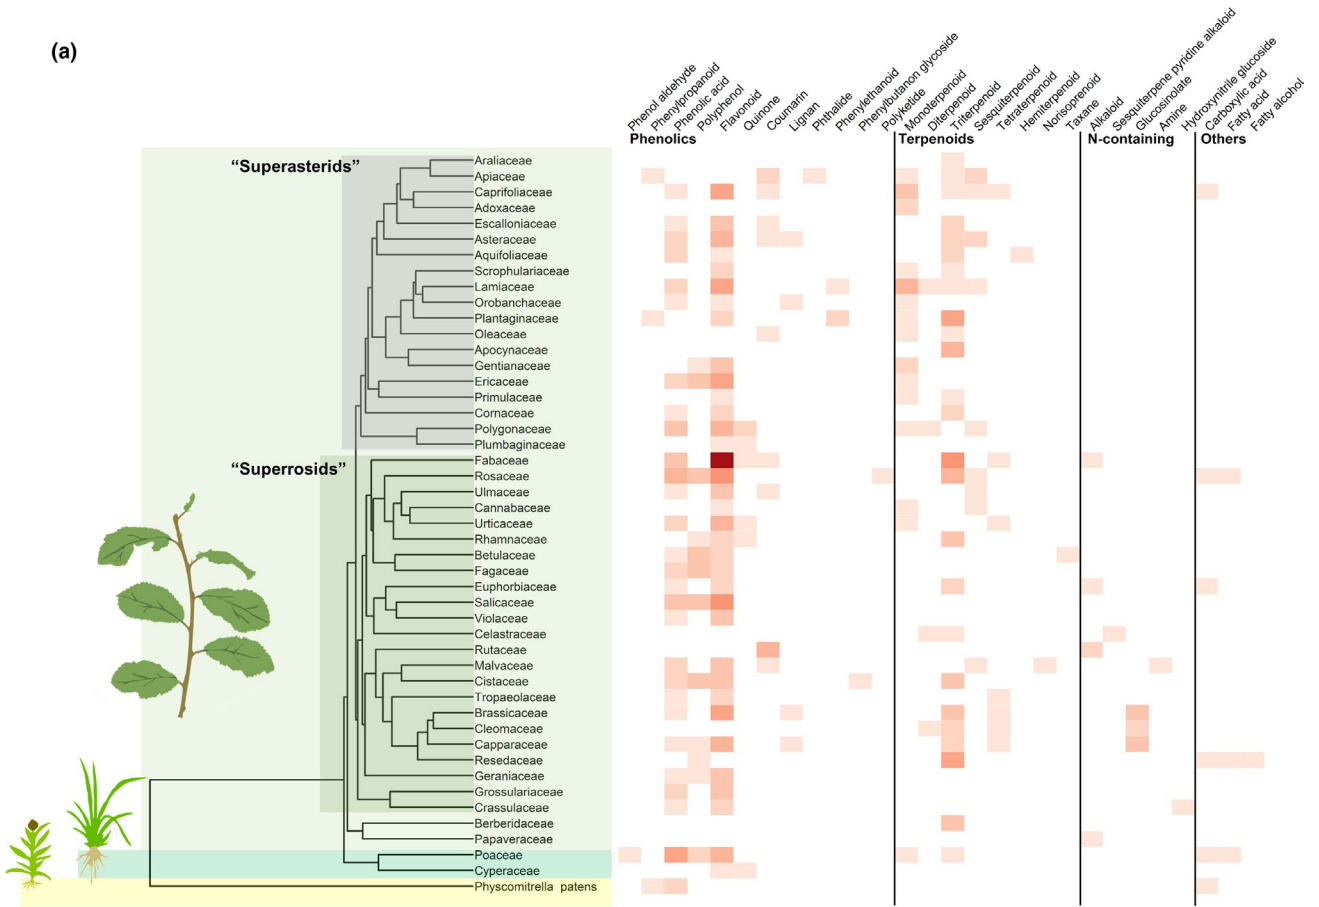 (a)
Phenol aldehyde
Phenylpropanoid
Phenolic acid
Polyphenol
Flavonoid
Quinone
Coumarin
Lignan
Phthalide
Phenylethanoid
Phenylbutanon glycoside
Polyketide
Monoterpenoid
Diterpenoid
Triterpenoid
Sesquiterpenoid
Tetraterpenoid
Hemiterpenoid
Norisoprenoid
Taxane
Alkaloid
Sesquiterpene pyridine alkaloid
Glucosinolate
Amine
Hydroxynitrile glucoside
Carboxylic acid
Fatty acid
Fatty alcohol
Phenolics
Terpenoids
N-containing
Others
“Superasterids”
Araliaceae
Apiaceae
Caprifoliaceae
Adoxaceae
Escalloniaceae
Asteraceae
Aquifoliaceae
Scrophulariaceae
Lamiaceae
Orobanchaceae
Plantaginaceae
Oleaceae
Apocynaceae
Gentianaceae
Ericaceae
Primulaceae
Cornaceae
Polygonaceae
Plumbaginaceae
“Superrosids”
Fabaceae
Rosaceae
Ulmaceae
Cannabaceae
Urticaceae
Rhamnaceae
Betulaceae
Fagaceae
Euphorbiaceae
Salicaceae
Violaceae
Celastraceae
Rutaceae
Malvaceae
Cistaceae
Tropaeolaceae
Brassicaceae
Cleomaceae
Capparaceae
Resedaceae
Geraniaceae
Grossulariaceae
Crassulaceae
Berberidaceae
Papaveraceae
Poaceae
Cyperaceae
Physcomitrella patens